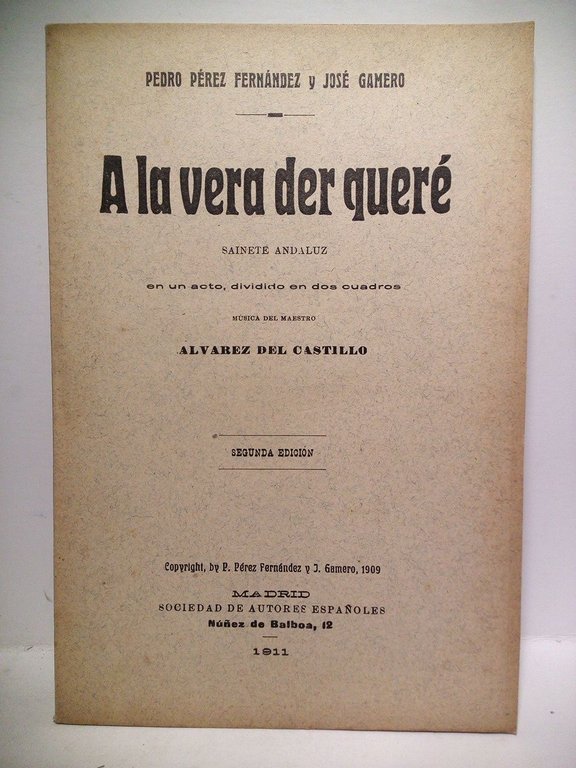 PEDRO PÉREZ FERNÁNDEZ y JOSÉ GAMERO
A la vera der queré
SAINETE ANDALUZ
en un acto, dividido en dos cuadros
MÚSICA DEL MAESTRO
ALVAREZ DEL CASTILLO
SEGUNDA EDICIÓN
Copyright, by P. Pérez Fernández y J. Gamero, 1909
MADRID
SOCIEDAD DE AUTORES ESPAÑOLES
Núñez de Balboa, 12
1911